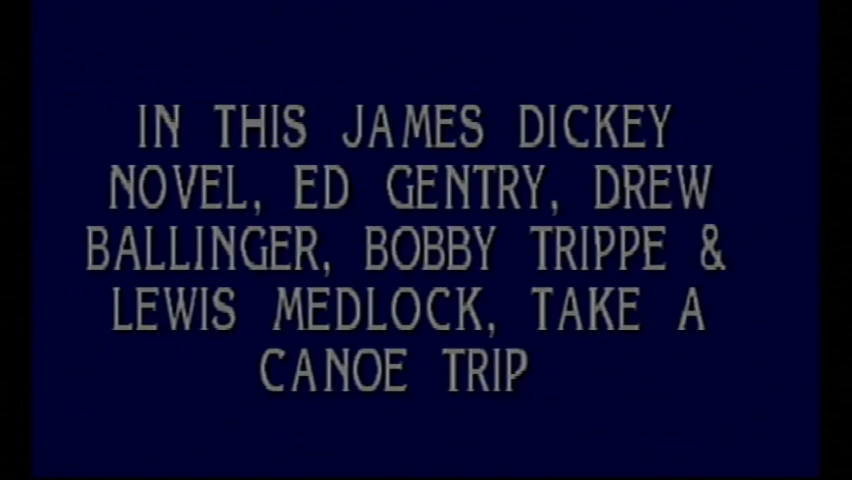 IN THIS JAMES DICKEY
NOVEL, ED GENTRY, DREW
BALLINGER, BOBBY TRIPPE &
LEWIS MEDLOCK, TAKE A
CANOE TRIP